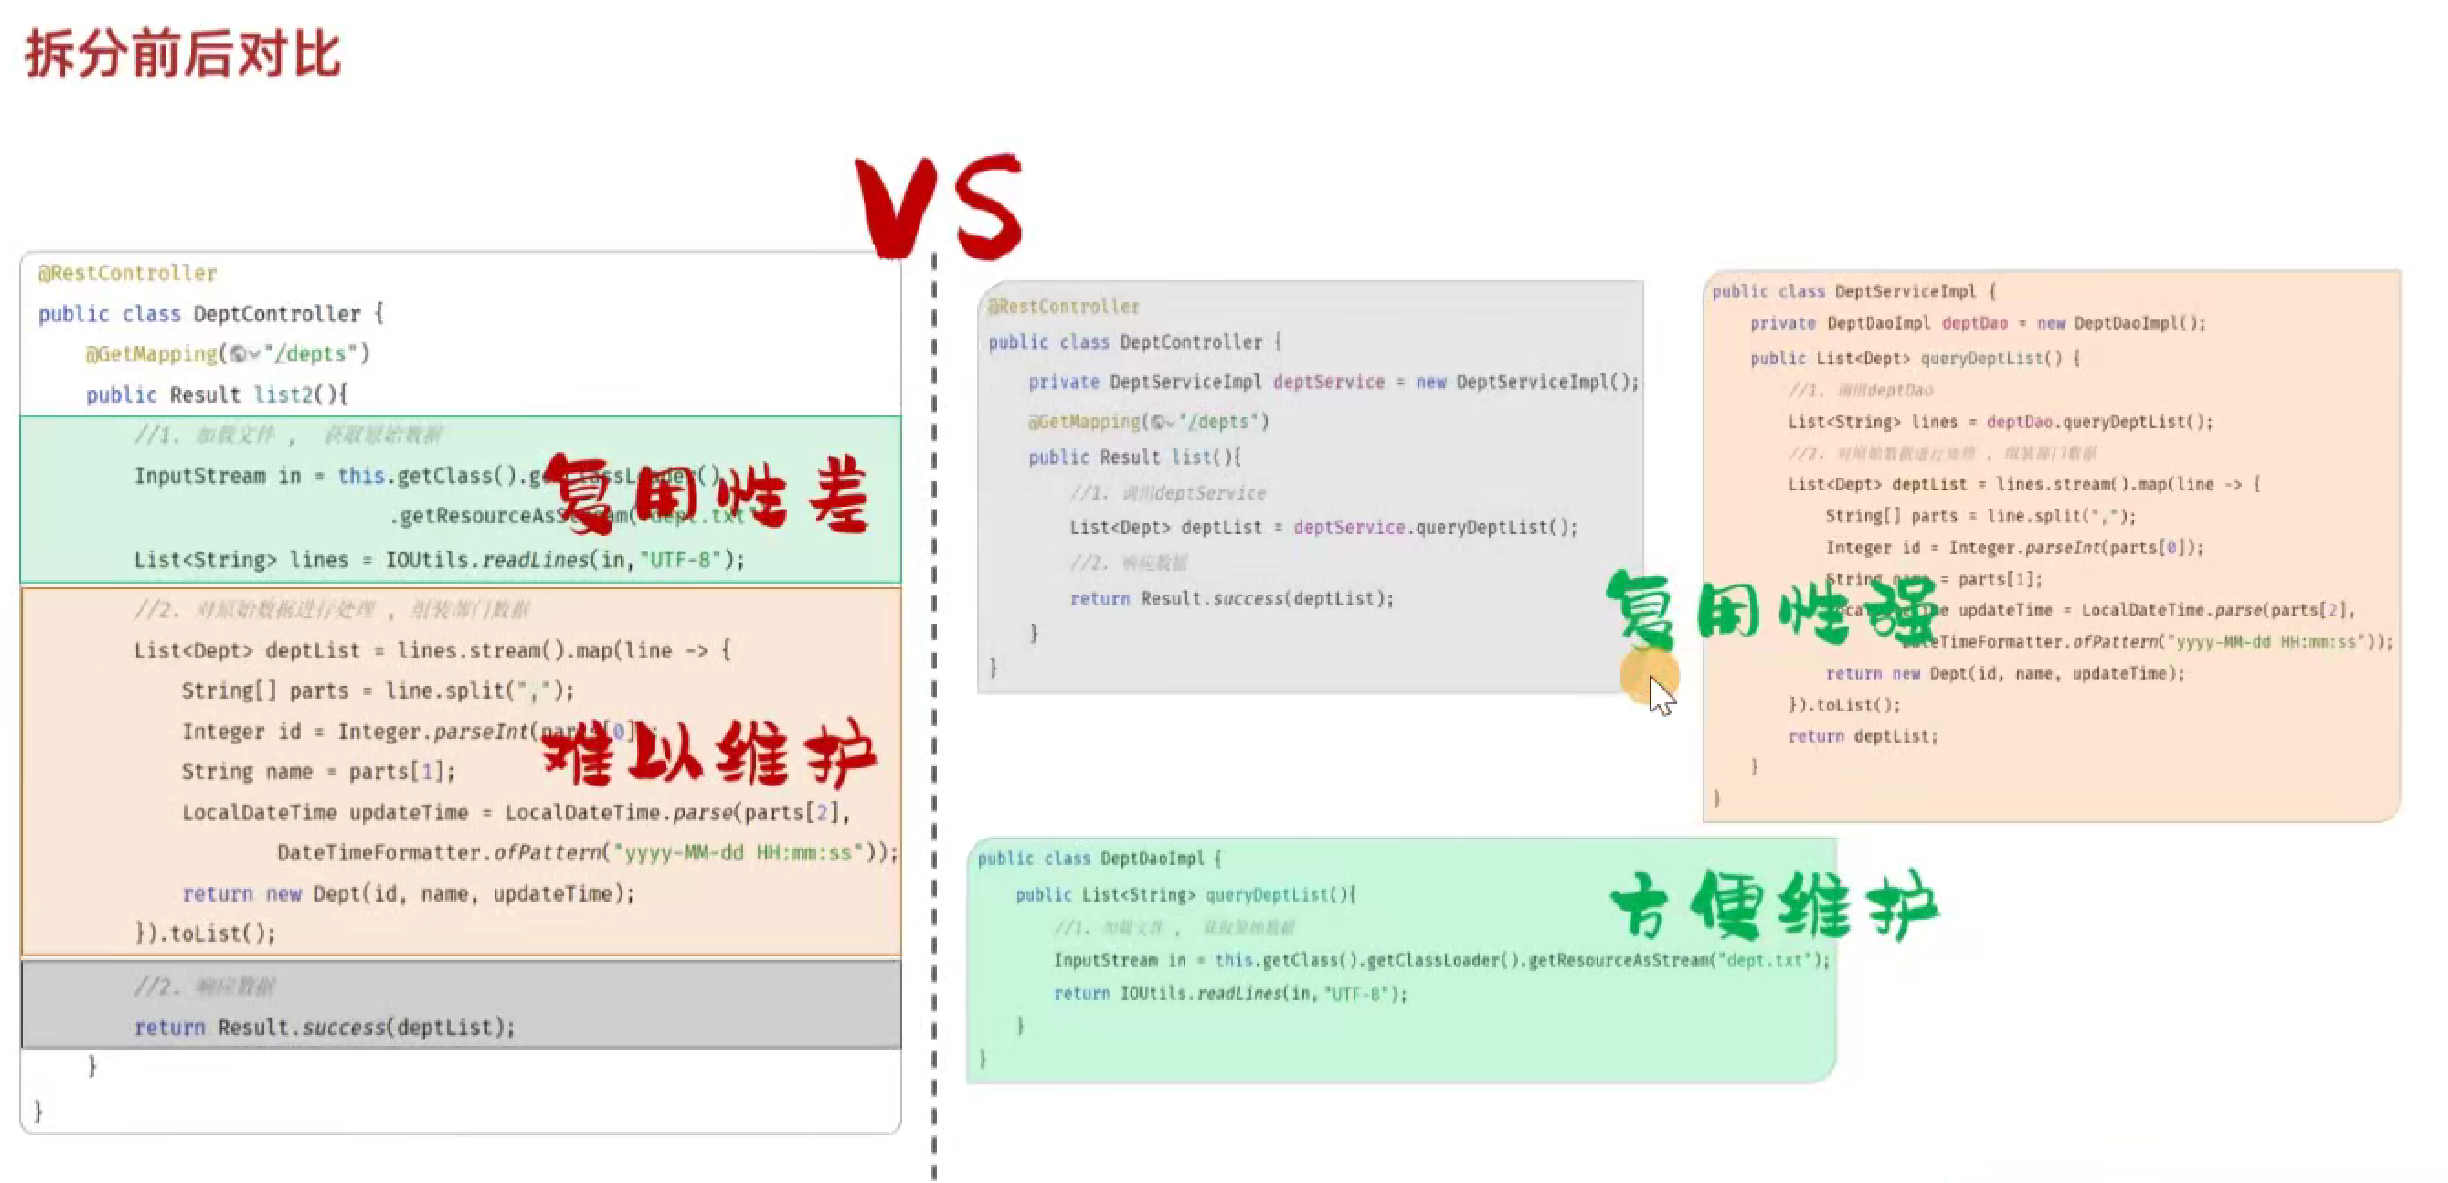 拆分前后对比
VS
@RestController
public class DeptController {
@GetMapping("/depts")
public Result list2(){
//1. 加载文件 , 获取原始数据
InputStream in = this.getClass().getClassLoader()
.getResourceAsStream("dept.txt"
List<String> lines = IOUtils.readLines(in,"UTF-8");
复用性差
//2. 对原始数据进行处理 , 组装部门数据
List<Dept> deptList = lines.stream().map(line -> {
String[] parts = line.split(",");
Integer id = Integer.parseInt(parts[0]
String name = parts[1];
LocalDateTime updateTime = LocalDateTime.parse(parts[2],
DateTimeFormatter.ofPattern("yyyy-MM-dd HH:mm:ss"));
return new Dept(id, name, updateTime);
}).toList();
难以维护
//2. 响应数据
return Result.success(deptList);
}
}
@RestController
public class DeptController {
private DeptServiceImpl deptService = new DeptServiceImpl();
@GetMapping("/depts")
public Result list(){
//1. 调用deptService
List<Dept> deptList = deptService.queryDeptList();
//2. 响应数据
return Result.success(deptList);
}
}
public class DeptServiceImpl {
private DeptDaoImpl deptDao = new DeptDaoImpl();
public List<Dept> queryDeptList() {
//1. 调用deptDao
List<String> lines = deptDao.queryDeptList();
//2. 对原始数据进行处理 , 组装部门数据
List<Dept> deptList = lines.stream().map(line -> {
String[] parts = line.split(",");
Integer id = Integer.parseInt(parts[0]);
String name = parts[1];
LocalDateTime updateTime = LocalDateTime.parse(parts[2],
DateTimeFormatter.ofPattern("yyyy-MM-dd HH:mm:ss"));
return new Dept(id, name, updateTime);
}).toList();
return deptList;
}
}
复用性强
public class DeptDaoImpl {
public List<String> queryDeptList(){
//1. 加载文件 , 获取原始数据
InputStream in = this.getClass().getClassLoader().getResourceAsStream("dept.txt");
return IOUtils.readLines(in,"UTF-8");
}
}
方便维护